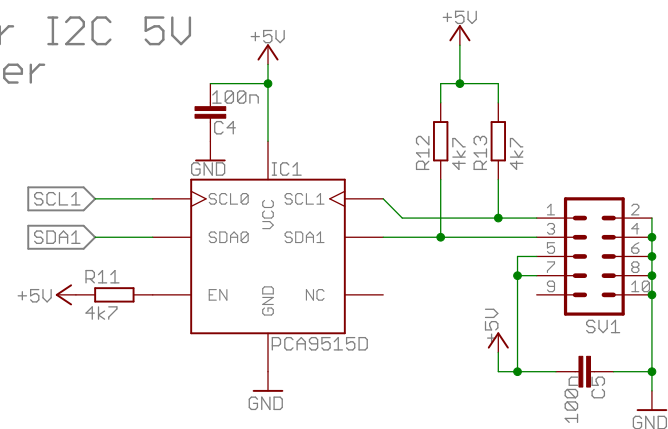 r I2C 5V
er
+5V
+5V
100n
C4
GND
IC1
R12
4k7
R13
4k7
SCL1
SCL0
VCC
SCL1
SDA1
SDA0
SDA1
1
2
3
4
5
6
7
8
9
10
R11
+5V
4k7
EN
GND
NC
+5V
SV1
PCA9515D
GND
100n
C5
GND